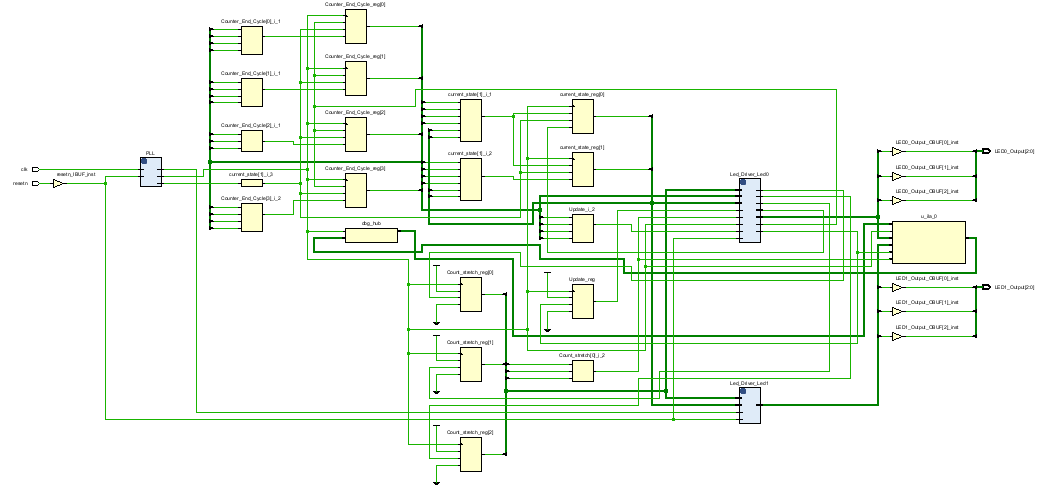 Counter_End_Cycle_reg[0]
Counter_End_Cycle[0]_i_1
Counter_End_Cycle_reg[1]
Counter_End_Cycle[1]_i_1
current_state[1]_i_1
current_state_reg[0]
Counter_End_Cycle_reg[2]
Counter_End_Cycle[2]_i_1
LED0_Output_OBUF[0]_inst
LED0_Output[2:0]
PLL
current_state[1]_i_2
current_state_reg[1]
clk
Counter_End_Cycle_reg[3]
LED0_Output_OBUF[1]_inst
resetn_IBUF_inst
current_state[1]_i_3
Led_Driver_Led0
resetn
LED0_Output_OBUF[2]_inst
Counter_End_Cycle[3]_i_2
Update_i_2
dbg_hub
u_ila_0
Count_stretch_reg[0]
Update_reg
LED1_Output_OBUF[0]_inst
LED1_Output[2:0]
LED1_Output_OBUF[1]_inst
LED1_Output_OBUF[2]_inst
Count_stretch_reg[1]
Count_stretch[0]_i_2
Led_Driver_Led1
Count_stretch_reg[2]